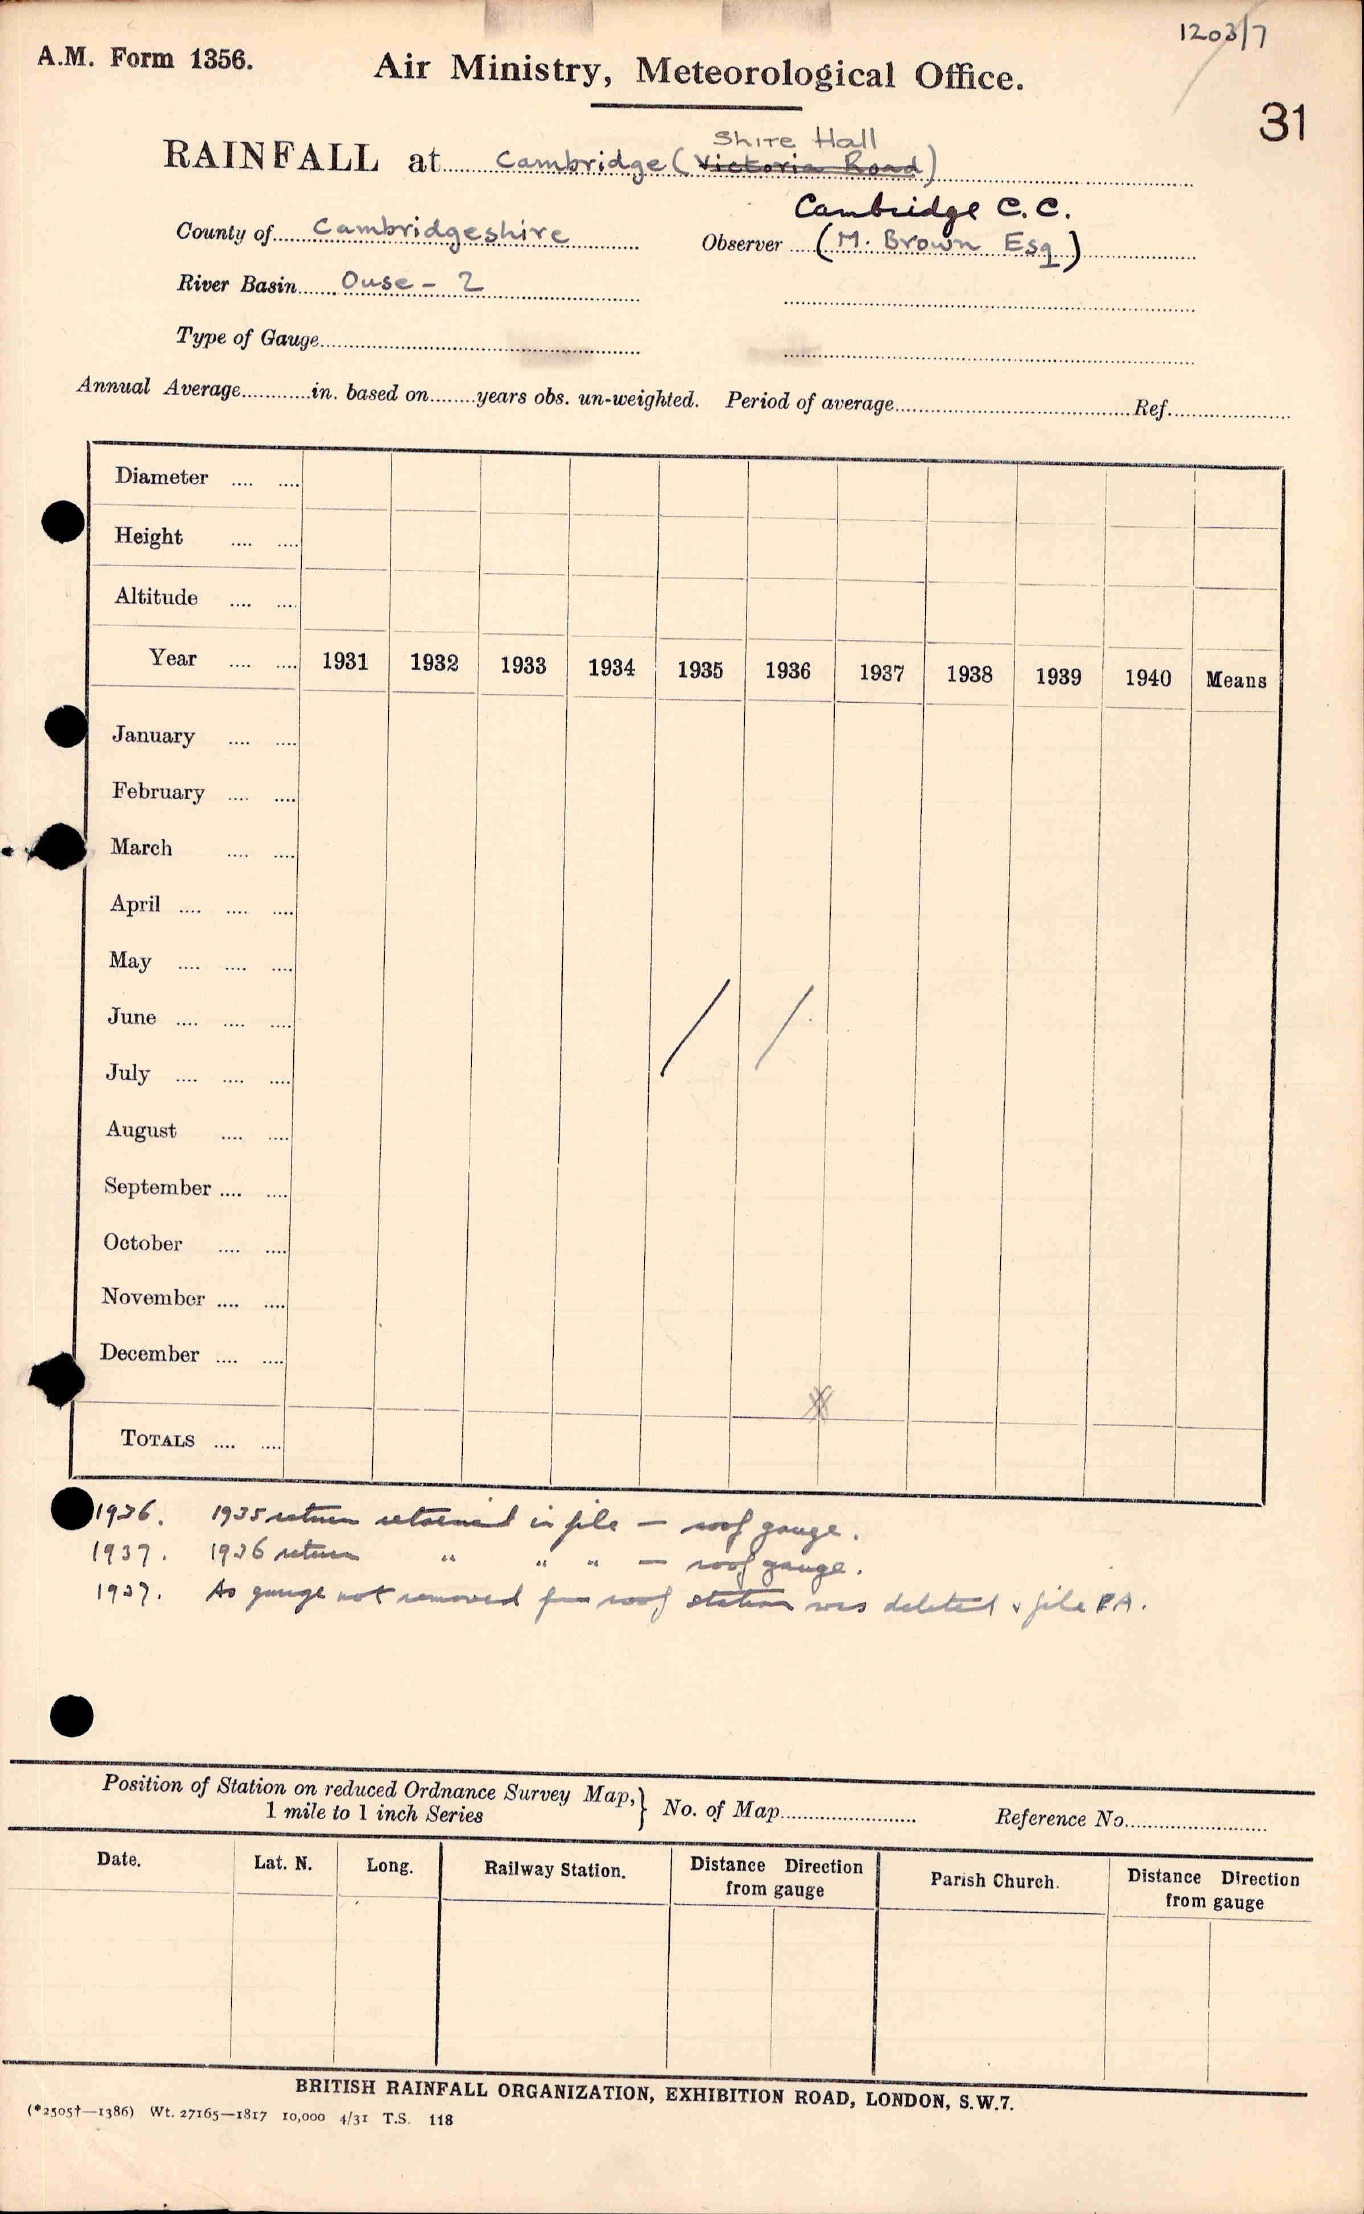 1203/7
A.M. Form 1356.
Air Ministry, Meteorological Office.
31
Shire Hall
RAINFALL at Cambridge (Victoria Road)
Cambridge C.C.
County of Cambridgeshire Observer (M. Brown Esq)
River Basin Ouse - 2
Type of Gauge
Annual Average in. based on years obs. un-weighted. Period of average Ref.
Diameter
Height
Altitude
Year 1931 1932 1933 1934 1935 1936 1937 1938 1939 1940 Means
January
February
March
April
May
June
July
August
September
October
November
December
TOTALS
1936. 1935 return retained in file — roof gauge.
1937. 1936 return " " " — roof gauge.
1937. As gauge not removed from roof station was deleted & file P.A.
Position of Station on reduced Ordnance Survey Map, } No. of Map Reference No.
1 mile to 1 inch Series
Date. Lat. N. Long. Railway Station. Distance Direction from gauge Parish Church. Distance Direction from gauge
BRITISH RAINFALL ORGANIZATION, EXHIBITION ROAD, LONDON, S.W.7.
(*2505†—1386) Wt. 27165—1817 10,000 4/31 T.S. 118